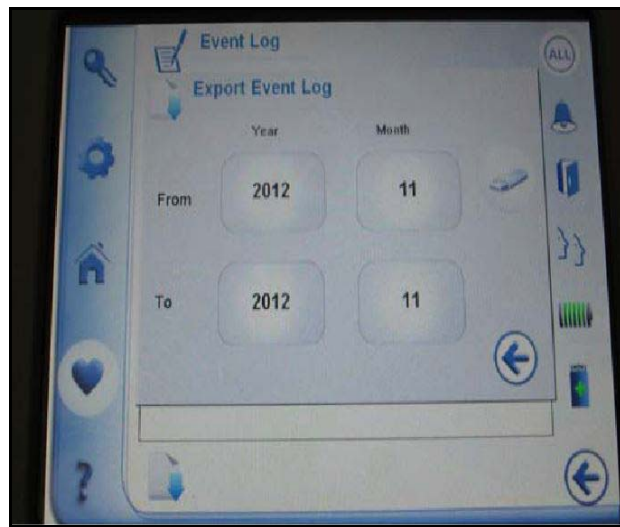 Event Log
ALL
Export Event Log
Year Month
From 2012 11
To 2012 11
?